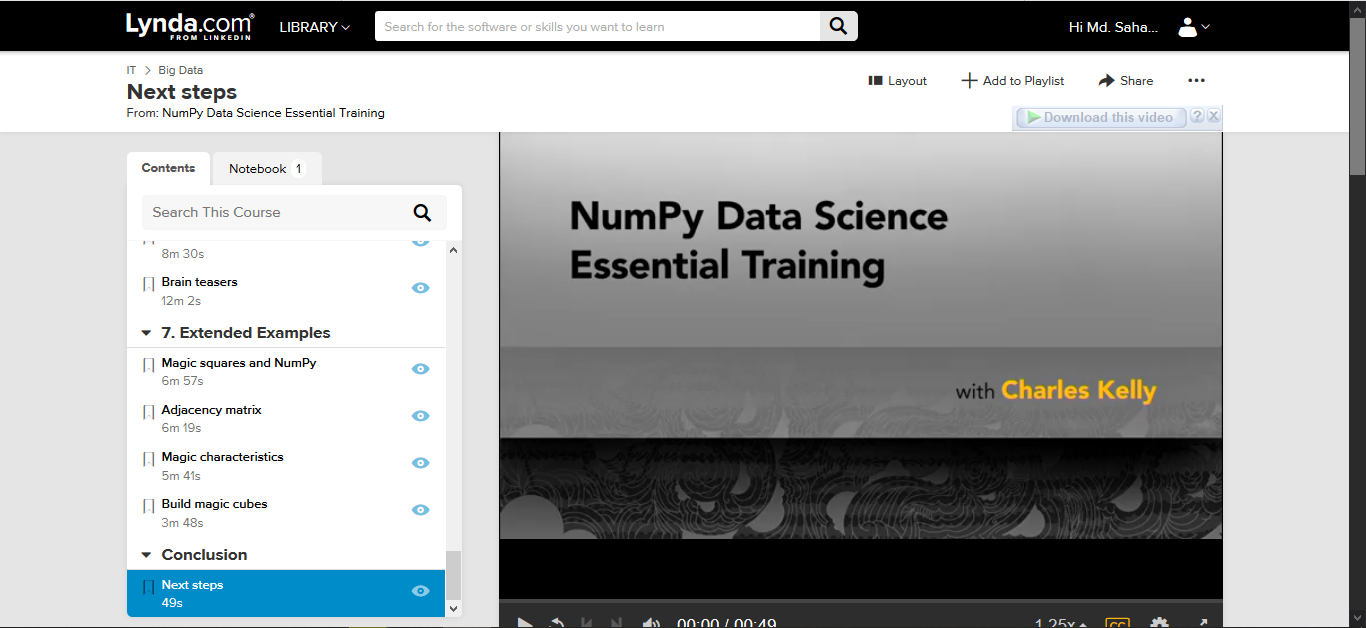 Lynda.com®
FROM LINKEDIN
LIBRARY
Search for the software or skills you want to learn
Hi Md. Saha...
IT > Big Data
Next steps
From: NumPy Data Science Essential Training
Layout
Add to Playlist
Share
Download this video ? X
Contents
Notebook 1
Search This Course
8m 30s
Brain teasers
12m 2s
7. Extended Examples
Magic squares and NumPy
6m 57s
Adjacency matrix
6m 19s
Magic characteristics
5m 41s
Build magic cubes
3m 48s
Conclusion
Next steps
49s
NumPy Data Science
Essential Training
with Charles Kelly
00:00 / 00:49
1.25x
CC